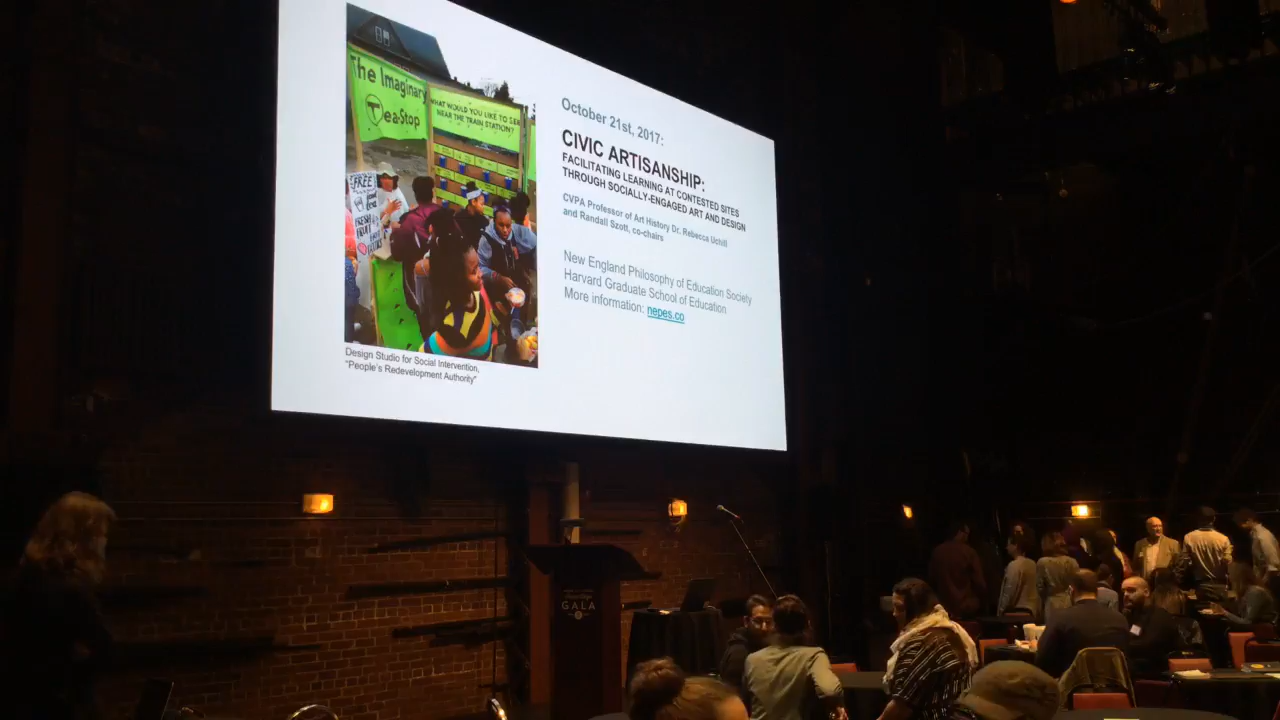 The Imaginary
Tea-Stop
WHAT WOULD YOU LIKE TO SEE
NEAR THE TRAIN STATION?
FREE
October 21st, 2017:
CIVIC ARTISANSHIP:
FACILITATING LEARNING AT CONTESTED SITES
THROUGH SOCIALLY-ENGAGED ART AND DESIGN
CVPA Professor of Art History Dr. Rebecca Uchill
and Randall Szott, co-chairs
New England Philosophy of Education Society
Harvard Graduate School of Education
More information: nepes.co
Design Studio for Social Intervention,
"People's Redevelopment Authority"
GALA